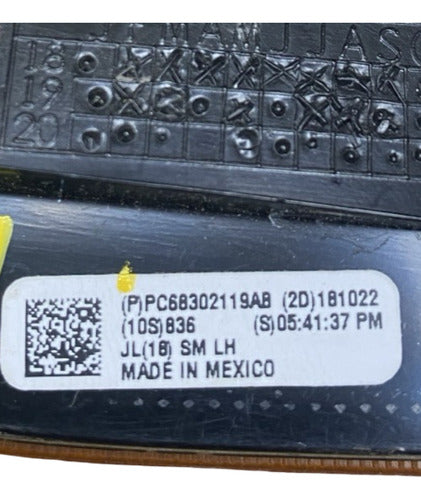 J F M A M J J A S O
18
19
20
(P)PC68302119AB (2D)181022
(10S)836 (S)05:41:37 PM
JL(18) SM LH
MADE IN MEXICO